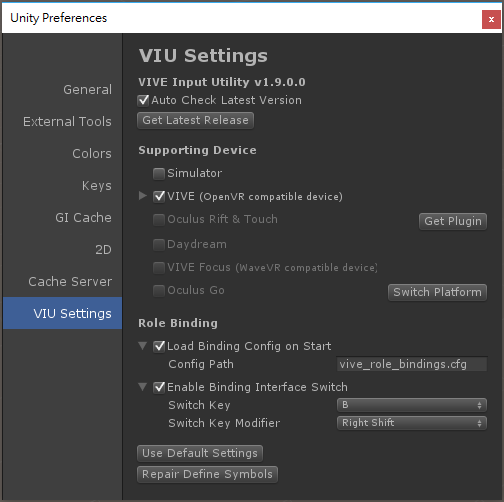 Unity Preferences
x
General
External Tools
Colors
Keys
GI Cache
2D
Cache Server
VIU Settings
VIU Settings
VIVE Input Utility v1.9.0.0
Auto Check Latest Version
Get Latest Release
Supporting Device
Simulator
VIVE (OpenVR compatible device)
Oculus Rift & Touch
Get Plugin
Daydream
VIVE Focus (WaveVR compatible device)
Oculus Go
Switch Platform
Role Binding
Load Binding Config on Start
Config Path
vive_role_bindings.cfg
Enable Binding Interface Switch
Switch Key
B
Switch Key Modifier
Right Shift
Use Default Settings
Repair Define Symbols